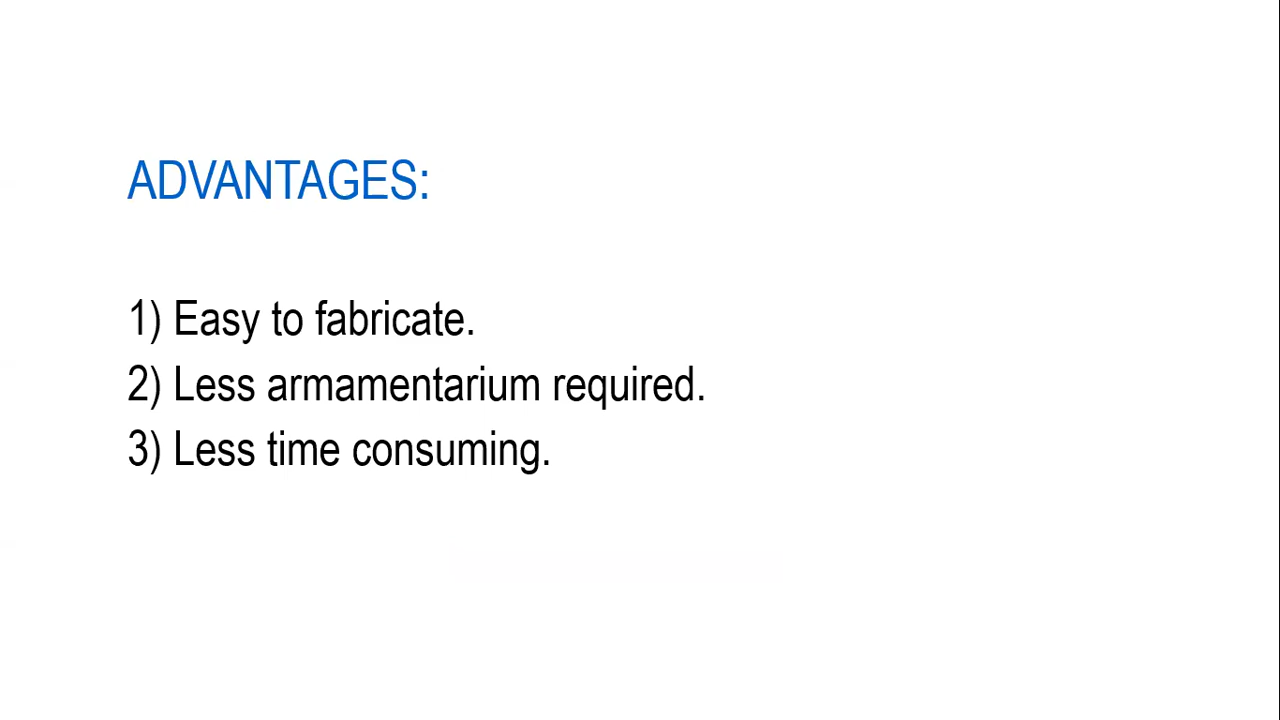 ADVANTAGES:
1) Easy to fabricate.
2) Less armamentarium required.
3) Less time consuming.